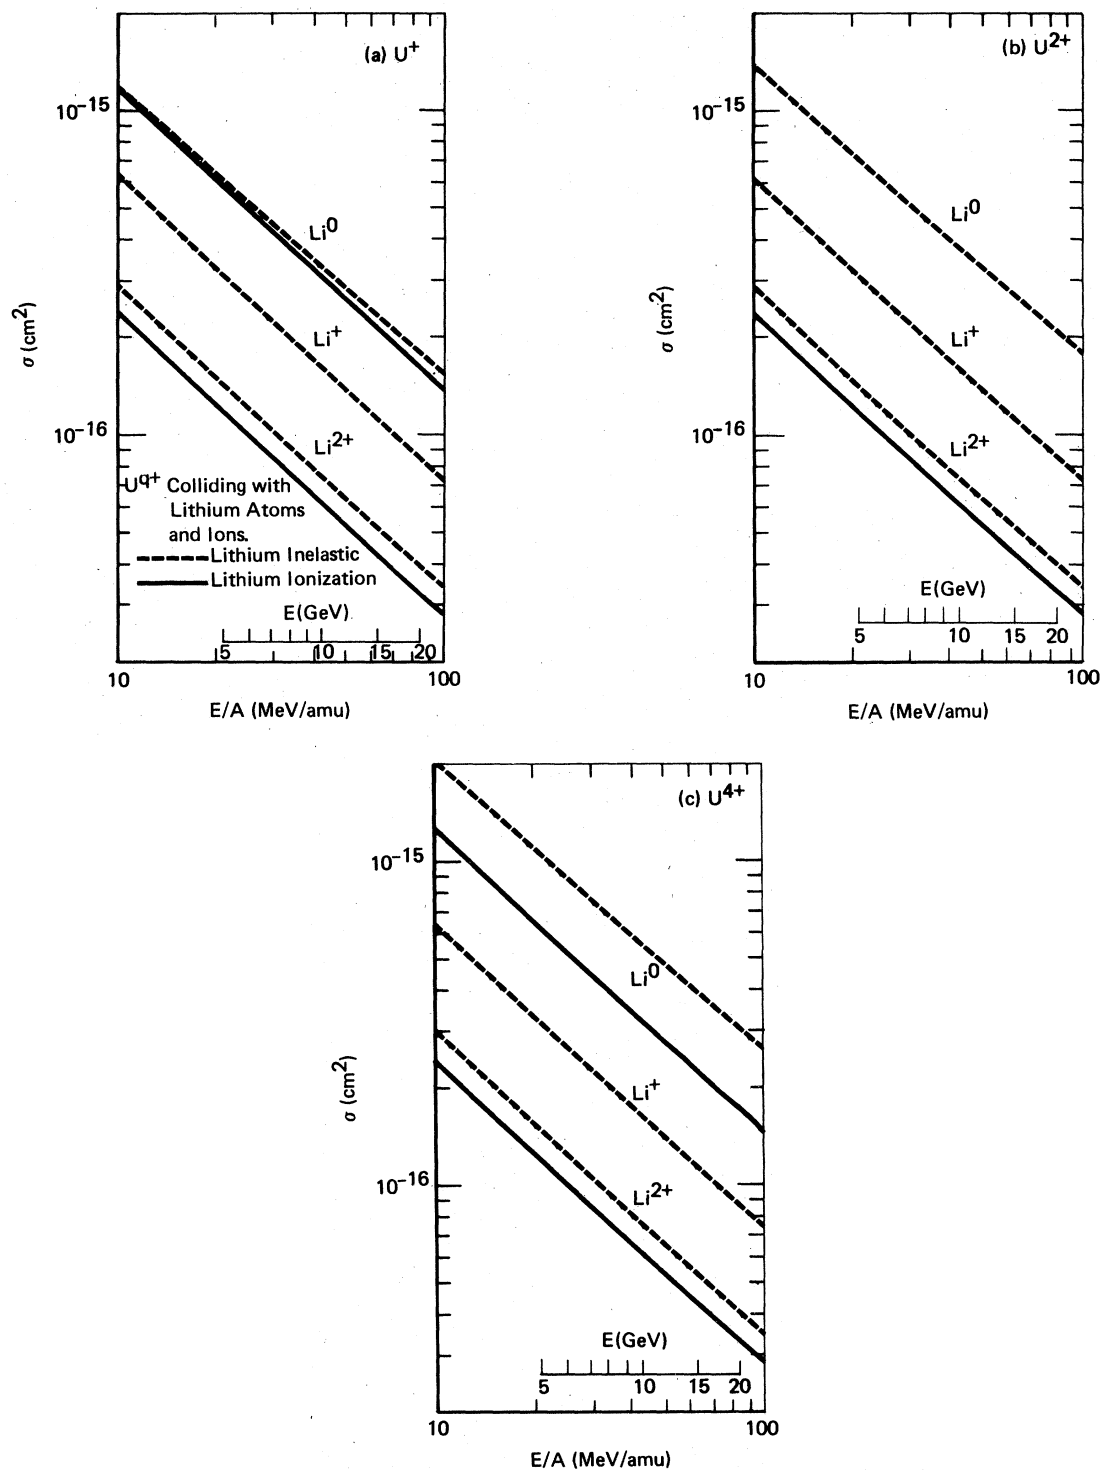 (a) U⁺
10⁻¹⁵
Li⁰
σ (cm²)
Li⁺
10⁻¹⁶
Li²⁺
U^q+ Colliding with
Lithium Atoms
and Ions.
Lithium Inelastic
Lithium Ionization
E(GeV)
5 10 15 20
10 100
E/A (MeV/amu)
(b) U²⁺
10⁻¹⁵
Li⁰
σ (cm²)
Li⁺
10⁻¹⁶
Li²⁺
E(GeV)
5 10 15 20
10 100
E/A (MeV/amu)
(c) U⁴⁺
10⁻¹⁵
Li⁰
σ (cm²)
Li⁺
10⁻¹⁶
Li²⁺
E(GeV)
5 10 15 20
10 100
E/A (MeV/amu)